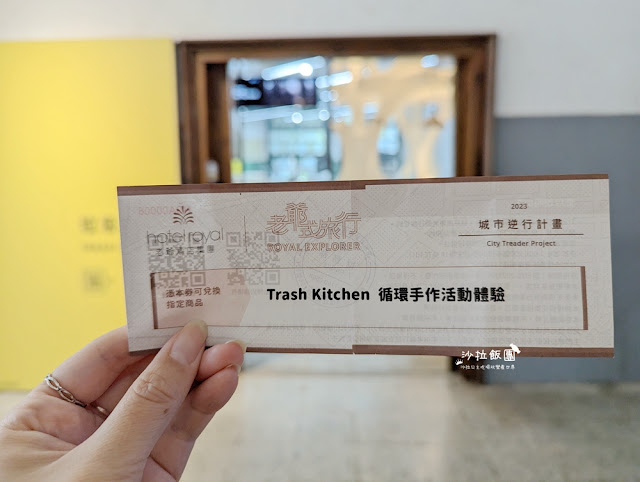 hotel royal
老爺酒店集團
老爺式旅行
ROYAL EXPLORER
2023
城市逆行計畫
City Treader Project
憑本券可兌換
指定商品
Trash Kitchen 循環手作活動體驗
沙拉飯團